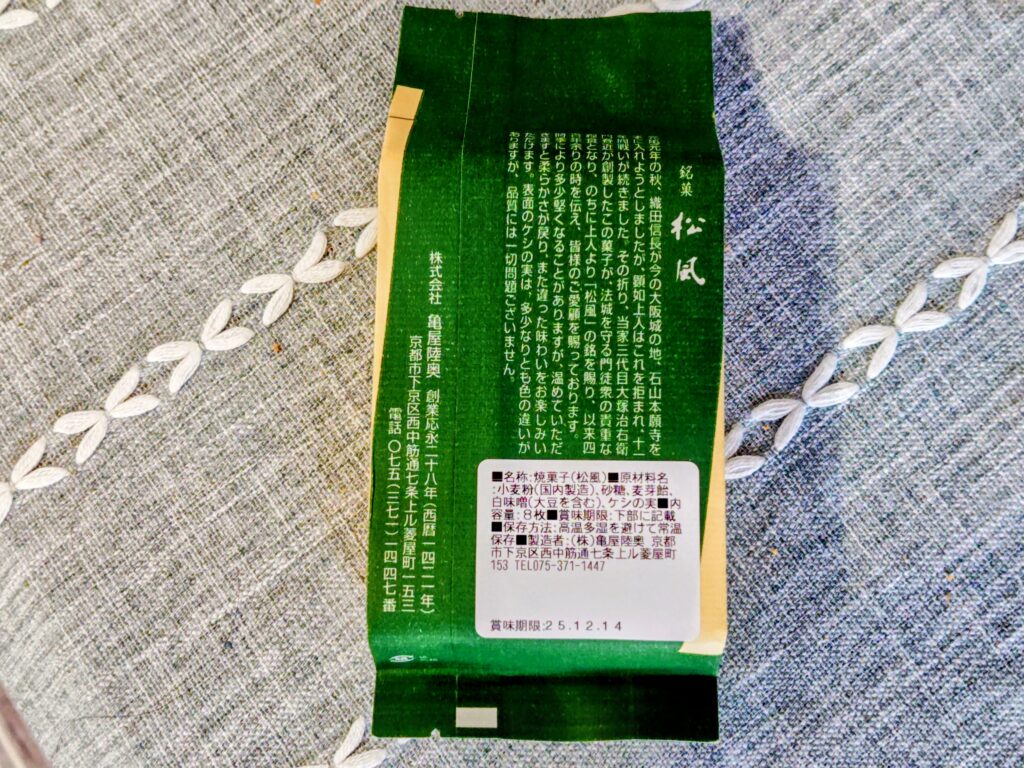 銘菓
松風
元年の秋、織田信長が今の大阪城の地、石山本願寺を
入れようとしましたが、顕如上人はこれを拒まれ、十一
年間戦いが続きました。その折り、当家三代目大塚治右衛
門春近が創製したこの菓子が、法城を守る門徒衆の貴重な
糧食となり、のちに上人より「松風」の銘を賜り、以来四
百年余りの時を伝え、皆様のご愛顧を賜っております。
により多少堅くなることがありますが、温めていただ
きますと柔らかさが戻り、また違った味わいをお楽しみい
ただけます。表面のケシの実は、多少なりとも色の違いが
ありますが、品質には一切問題ございません。
株式会社 亀屋陸奥 創業応永二十八年(西暦一四二一年)
京都市下京区西中筋通七条上ル菱屋町一五三
電話 〇七五(三七一)一四四七番
■名称:焼菓子(松風)■原材料名
:小麦粉(国内製造)、砂糖、麦芽飴、
白味噌(大豆を含む)、ケシの実■内
容量:8枚■賞味期限:下部に記載
■保存方法:高温多湿を避けて常温
保存■製造者:(株)亀屋陸奥 京都
市下京区西中筋通七条上ル菱屋町
153 TEL075-371-1447
賞味期限:25.12.14